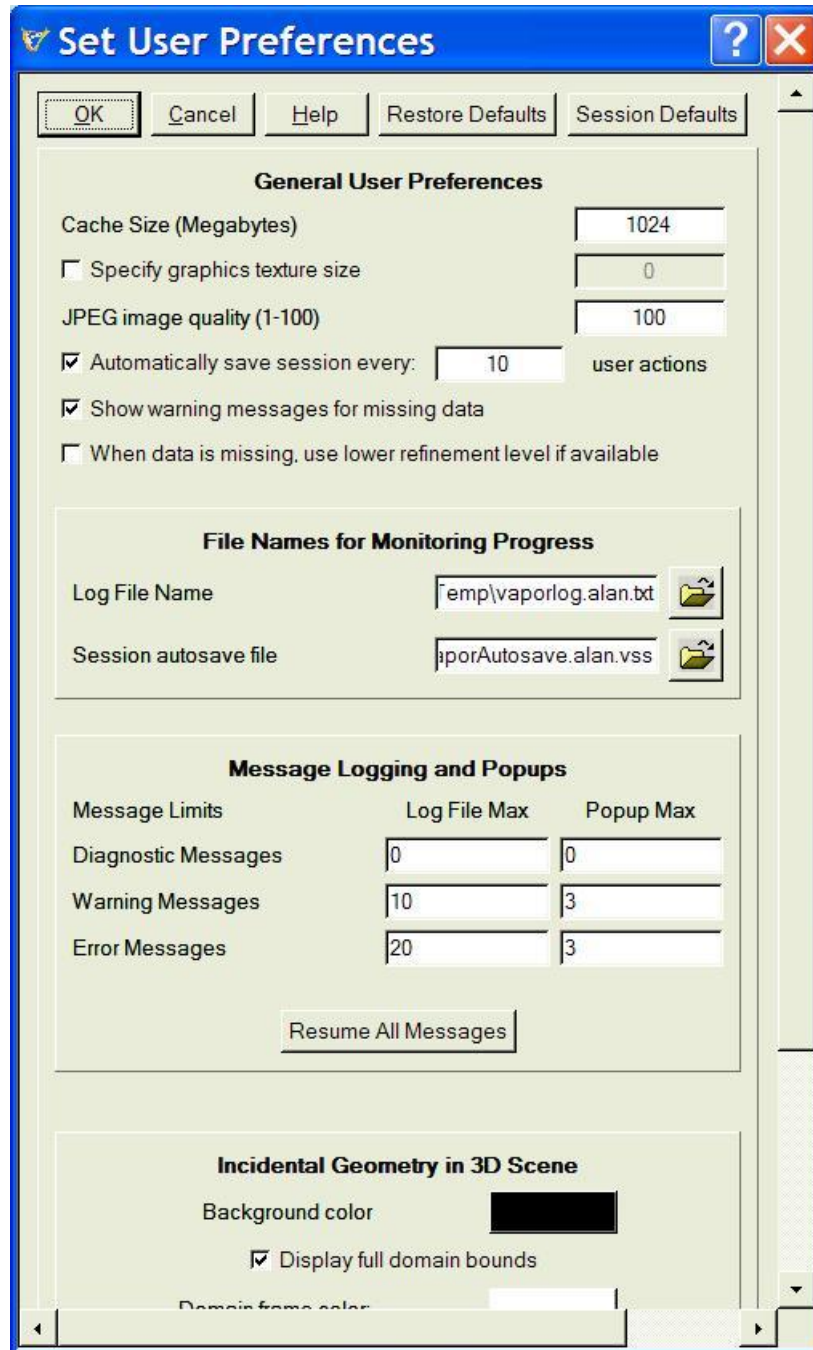 Set User Preferences
OK Cancel Help Restore Defaults Session Defaults
General User Preferences
Cache Size (Megabytes) 1024
Specify graphics texture size 0
JPEG image quality (1-100) 100
Automatically save session every: 10 user actions
Show warning messages for missing data
When data is missing, use lower refinement level if available
File Names for Monitoring Progress
Log File Name Temp\vaporlog.alan.txt
Session autosave file aporAutosave.alan.vss
Message Logging and Popups
Message Limits Log File Max Popup Max
Diagnostic Messages 0 0
Warning Messages 10 3
Error Messages 20 3
Resume All Messages
Incidental Geometry in 3D Scene
Background color
Display full domain bounds
Domain frame color: